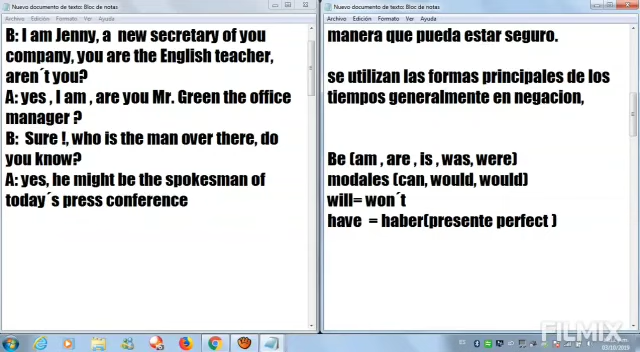 Nuevo documento de texto: Bloc de notas
Archivo Edición Formato Ver Ayuda
B: I am Jenny, a new secretary of you
company, you are the English teacher,
aren´t you?
A: yes , I am , are you Mr. Green the office
manager ?
B: Sure !, who is the man over there, do
you know?
A: yes, he might be the spokesman of
today´s press conference
Nuevo documento de texto: Bloc de notas
Archivo Edición Formato Ver Ayuda
manera que pueda estar seguro.
se utilizan las formas principales de los
tiempos generalmente en negacion,
Be (am , are , is , was, were)
modales (can, would, would)
will= won´t
have = haber(presente perfect )
FILMIX
ES